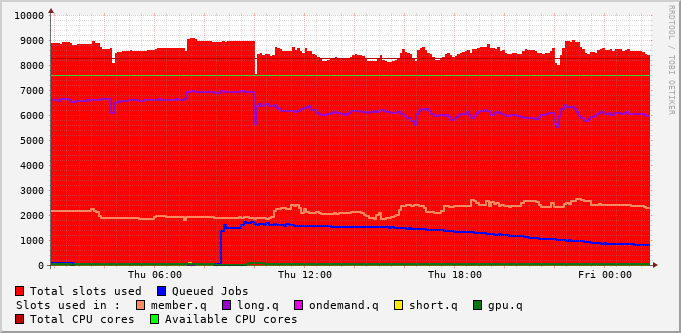 10000
9000
8000
7000
6000
5000
4000
3000
2000
1000
0
Thu 06:00 Thu 12:00 Thu 18:00 Fri 00:00
Total slots used Queued Jobs
Slots used in : member.q long.q ondemand.q short.q gpu.q
Total CPU cores Available CPU cores
RRDTOOL / TOBI OETIKER